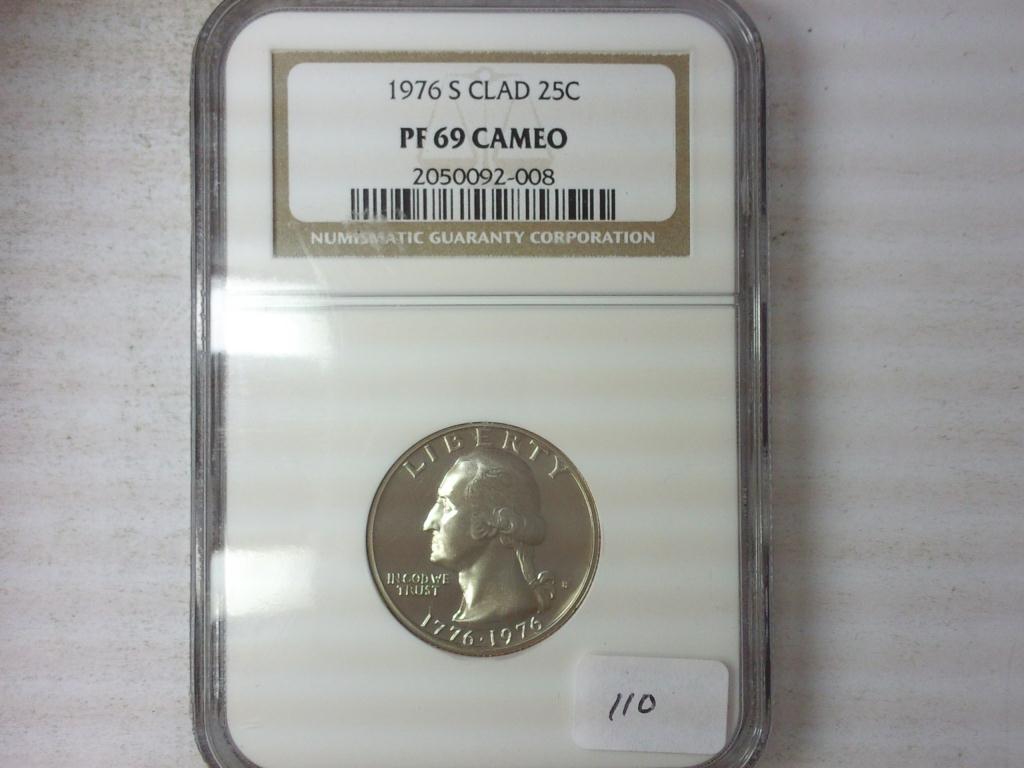 1976 S CLAD 25C
PF 69 CAMEO
2050092-008
NUMISMATIC GUARANTY CORPORATION
LIBERTY
IN GOD WE
TRUST
S
1776·1976
110